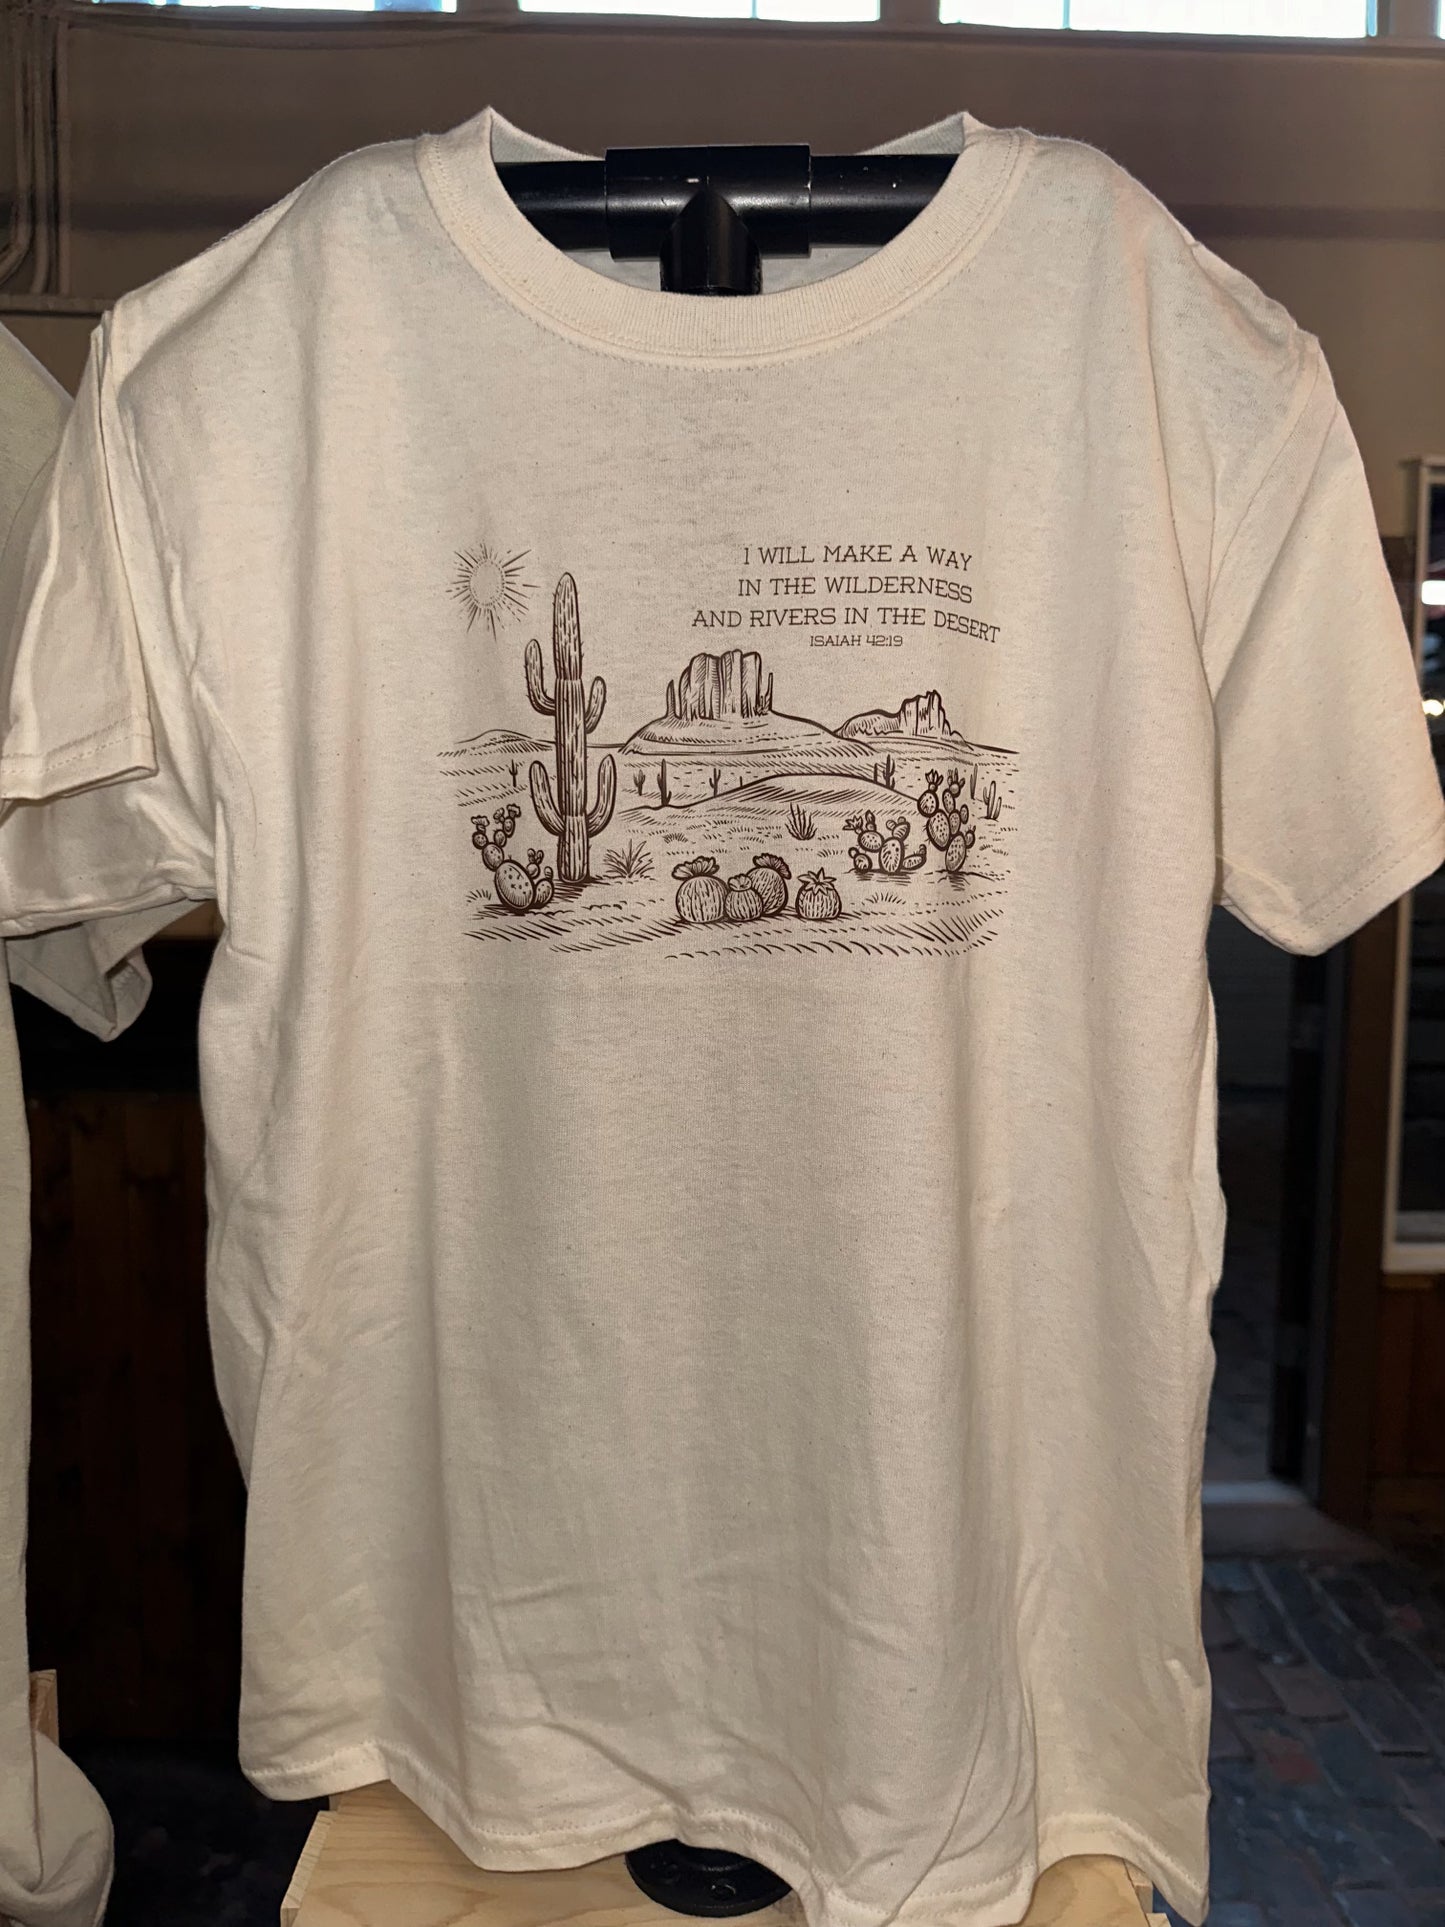 I WILL MAKE A WAY
IN THE WILDERNESS
AND RIVERS IN THE DESERT
ISAIAH 42:19